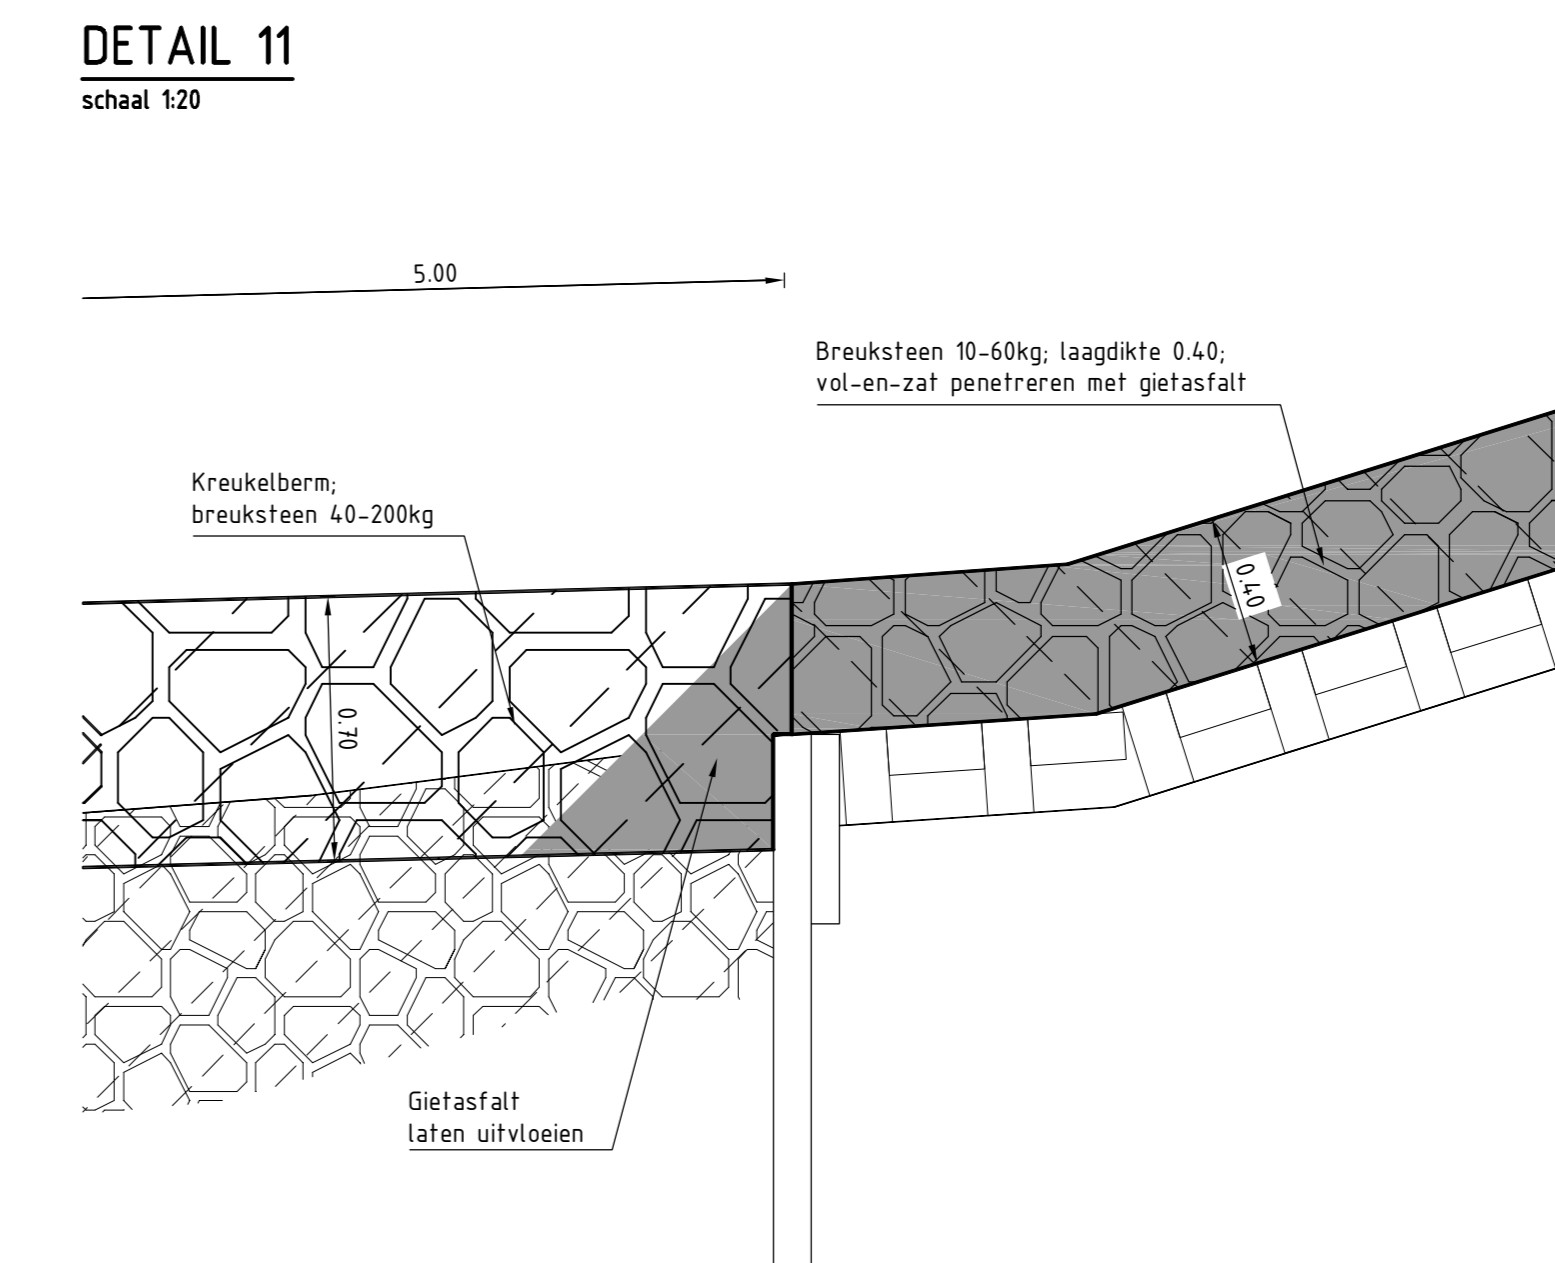 DETAIL 11
schaal 1:20
5.00
Breuksteen 10-60kg; laagdikte 0.40;
vol-en-zat penetreren met gietasfalt
Kreukelberm;
breuksteen 40-200kg
0.40
0.70
Gietasfalt
laten uitvloeien